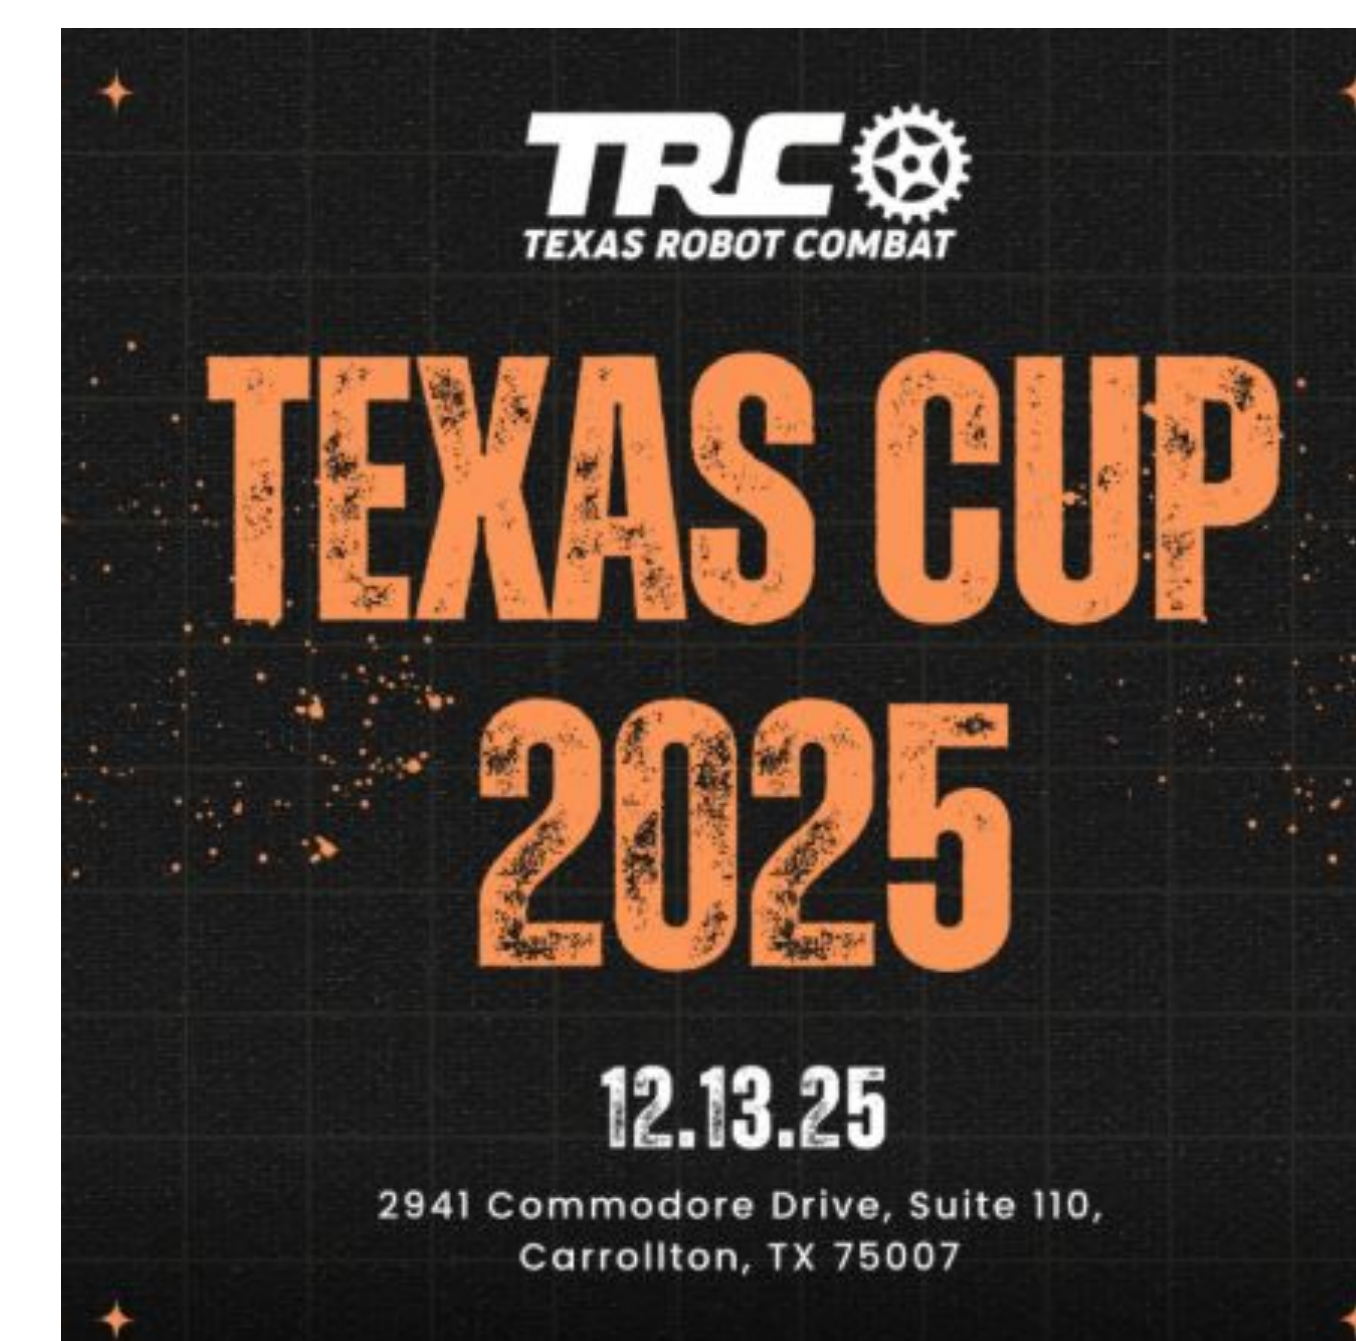 TRC
TEXAS ROBOT COMBAT
TEXAS CUP
2025
12.13.25
2941 Commodore Drive, Suite 110,
Carrollton, TX 75007